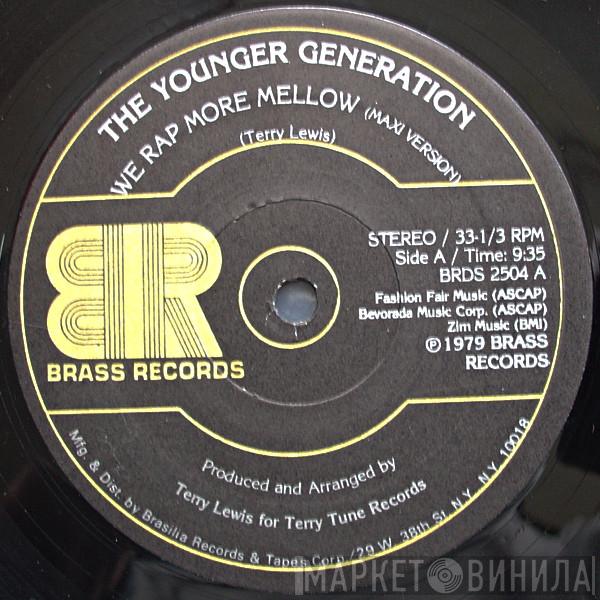 THE YOUNGER GENERATION
WE RAP MORE MELLOW (MAXI VERSION)
(Terry Lewis)
BR
BRASS RECORDS
STEREO / 33-1/3 RPM
Side A / Time: 9:35
BRDS 2504 A
Fashion Fair Music (ASCAP)
Bevorada Music Corp. (ASCAP)
Zim Music (BMI)
℗ 1979 BRASS
RECORDS
Produced and Arranged by
Terry Lewis for Terry Tune Records
Mfg. & Dist. by Brasilia Records & Tapes Corp./29 W. 38th St. N.Y., N.Y. 10018
МАРКЕТ ВИНИЛА